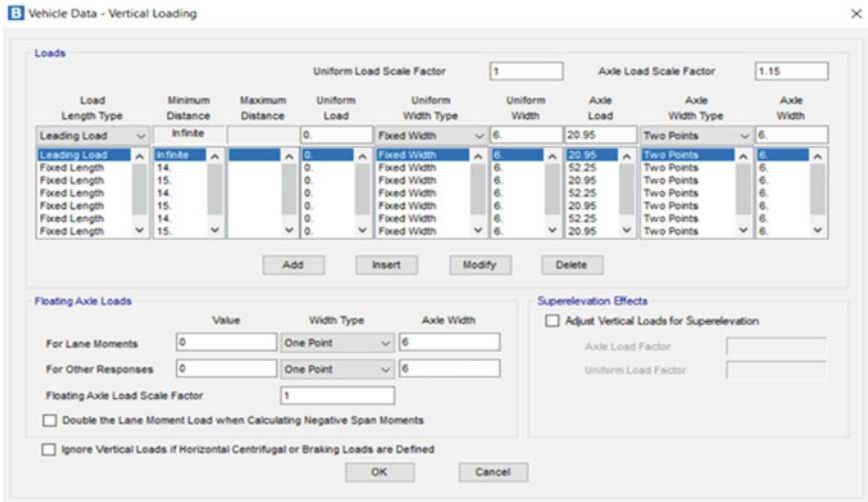 B Vehicle Data - Vertical Loading
Loads
Uniform Load Scale Factor 1 Axle Load Scale Factor 1.15
Load Minimum Maximum Uniform Uniform Uniform Axle Axle Axle
Length Type Distance Distance Load Width Type Width Load Width Type Width
Leading Load Infinite 0. Fixed Width 6. 20.95 Two Points 6.
Leading Load Infinite 0. Fixed Width 6. 20.95 Two Points 6.
Fixed Length 14. 0. Fixed Width 6. 52.25 Two Points 6.
Fixed Length 15. 0. Fixed Width 6. 20.95 Two Points 6.
Fixed Length 14. 0. Fixed Width 6. 52.25 Two Points 6.
Fixed Length 15. 0. Fixed Width 6. 20.95 Two Points 6.
Fixed Length 14. 0. Fixed Width 6. 52.25 Two Points 6.
Fixed Length 15. 0. Fixed Width 6. 20.95 Two Points 6.
Add Insert Modify Delete
Floating Axle Loads Superelevation Effects
Value Width Type Axle Width Adjust Vertical Loads for Superelevation
For Lane Moments 0 One Point 6 Axle Load Factor
For Other Responses 0 One Point 6 Uniform Load Factor
Floating Axle Load Scale Factor 1
Double the Lane Moment Load when Calculating Negative Span Moments
Ignore Vertical Loads if Horizontal Centrifugal or Braking Loads are Defined
OK Cancel